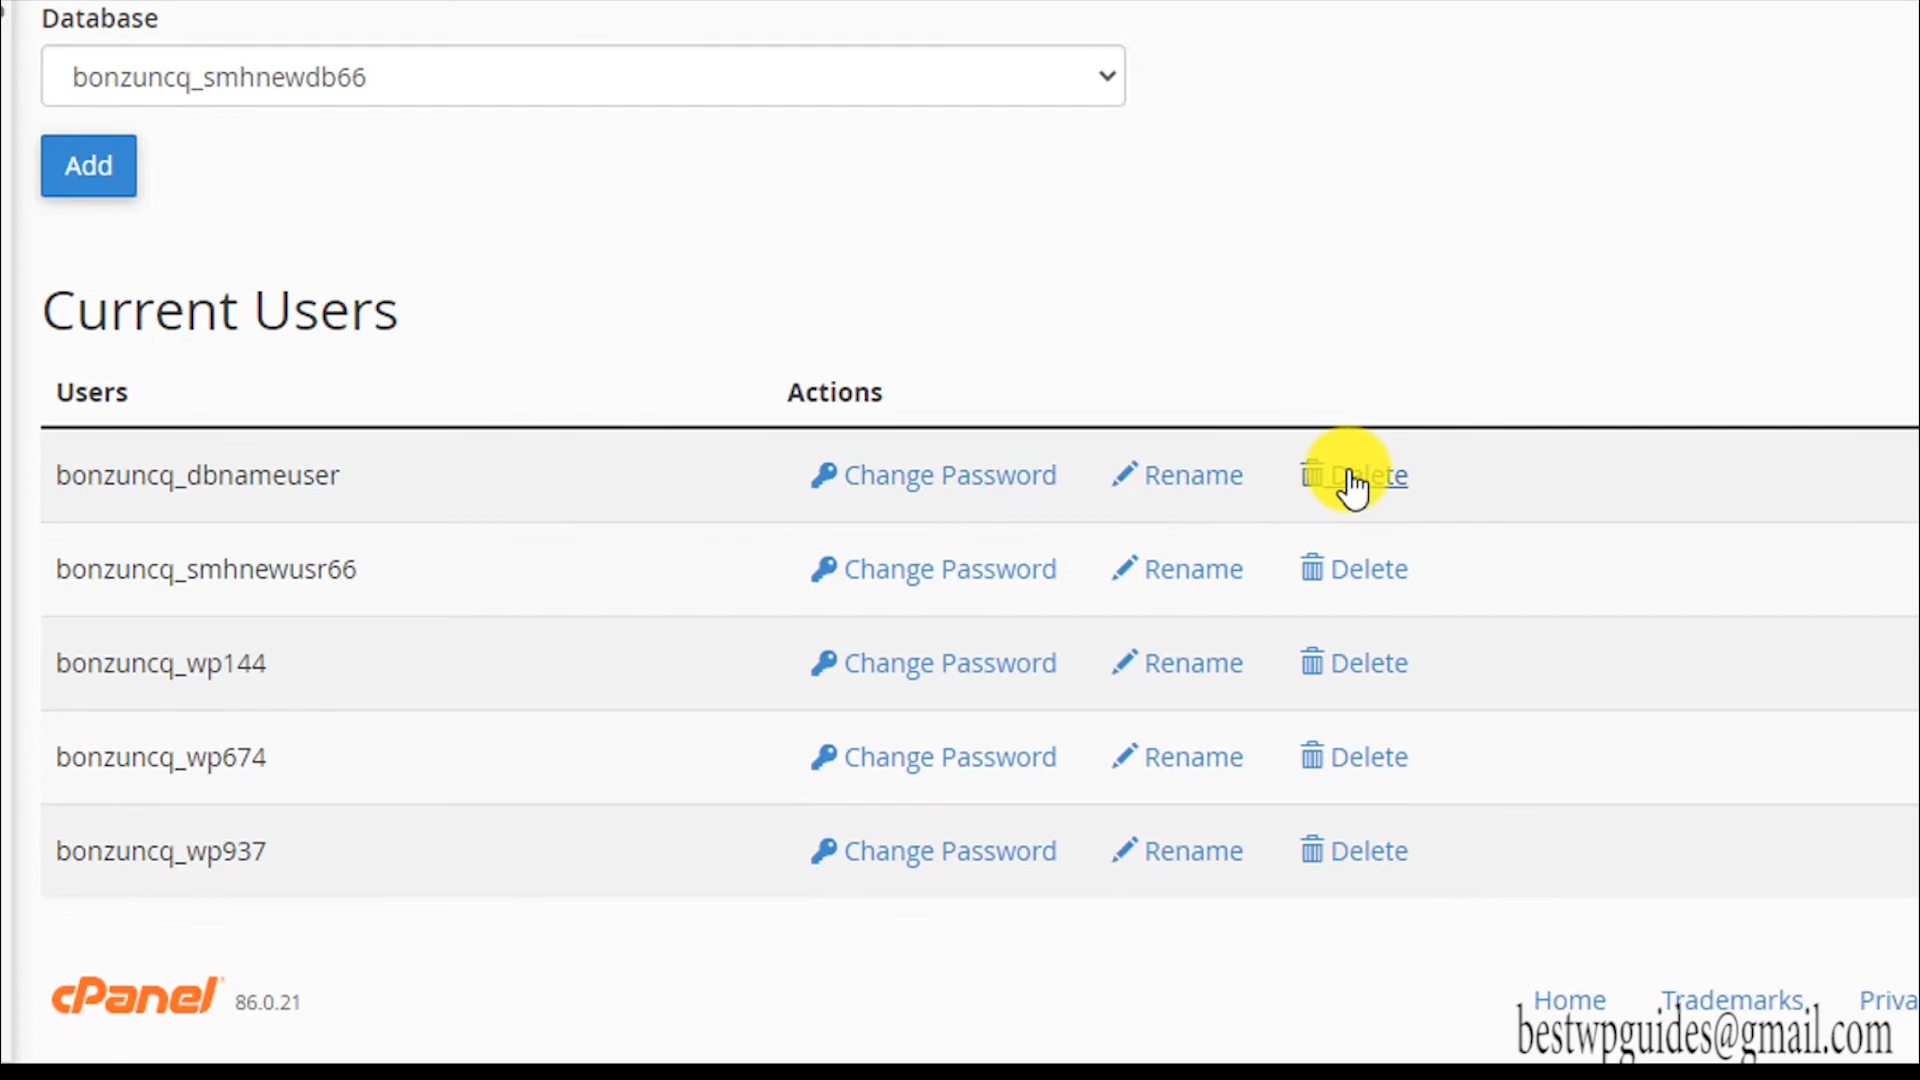 Database
bonzuncq_smhnewdb66
Add
Current Users
Users Actions
bonzuncq_dbnameuser Change Password Rename Delete
bonzuncq_smhnewusr66 Change Password Rename Delete
bonzuncq_wp144 Change Password Rename Delete
bonzuncq_wp674 Change Password Rename Delete
bonzuncq_wp937 Change Password Rename Delete
cPanel 86.0.21 Home Trademarks Priva
bestwpguides@gmail.com